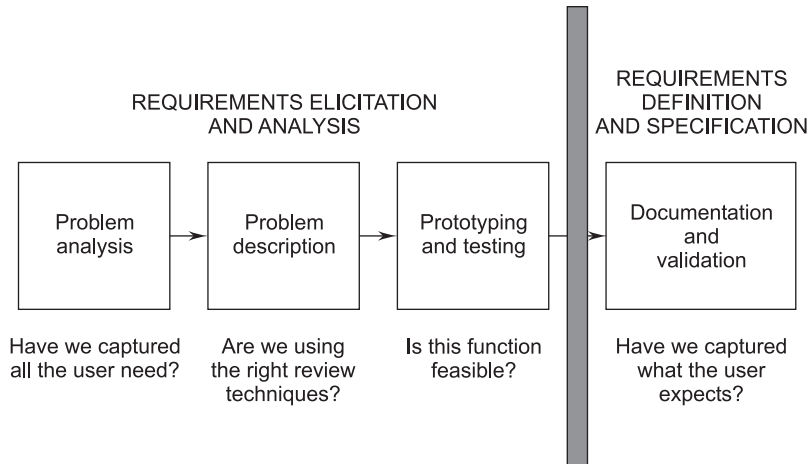 REQUIREMENTS ELICITATION
AND ANALYSIS
REQUIREMENTS
DEFINITION
AND SPECIFICATION
Problem
analysis
Problem
description
Prototyping
and testing
Documentation
and
validation
Have we captured
all the user need?
Are we using
the right review
techniques?
Is this function
feasible?
Have we captured
what the user
expects?